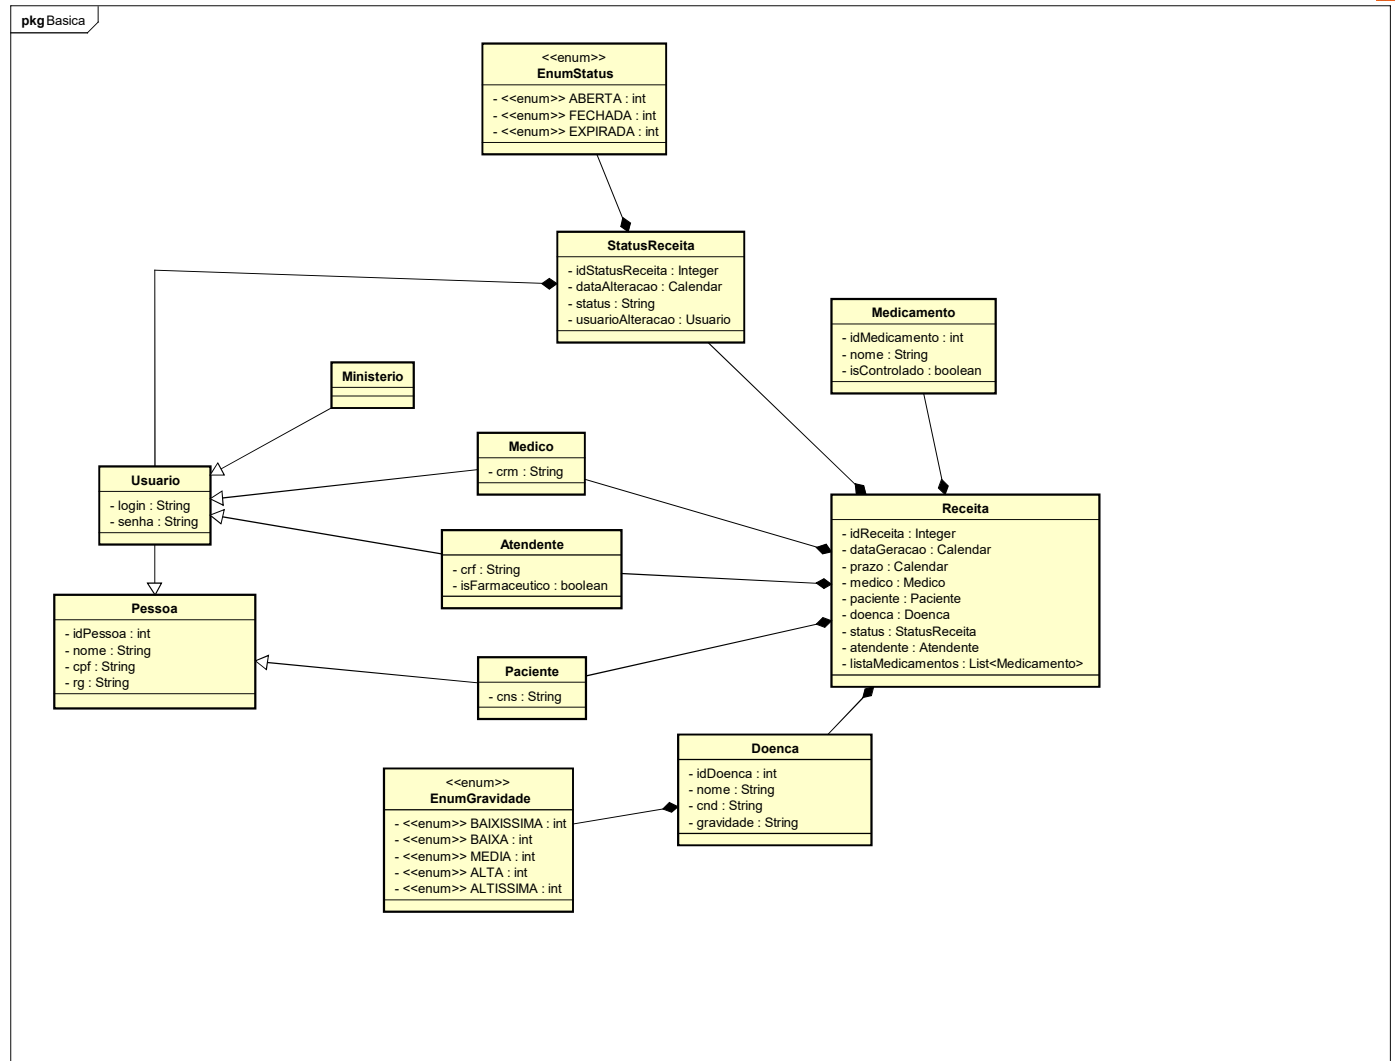 pkg Basica
<<enum>>
EnumStatus
- <<enum>> ABERTA : int
- <<enum>> FECHADA : int
- <<enum>> EXPIRADA : int
StatusReceita
- idStatusReceita : Integer
- dataAlteracao : Calendar
- status : String
- usuarioAlteracao : Usuario
Medicamento
- idMedicamento : int
- nome : String
- isControlado : boolean
Ministerio
Medico
- crm : String
Usuario
- login : String
- senha : String
Atendente
- crf : String
- isFarmaceutico : boolean
Receita
- idReceita : Integer
- dataGeracao : Calendar
- prazo : Calendar
- medico : Medico
- paciente : Paciente
- doenca : Doenca
- status : StatusReceita
- atendente : Atendente
- listaMedicamentos : List<Medicamento>
Pessoa
- idPessoa : int
- nome : String
- cpf : String
- rg : String
Paciente
- cns : String
Doenca
- idDoenca : int
- nome : String
- cnd : String
- gravidade : String
<<enum>>
EnumGravidade
- <<enum>> BAIXISSIMA : int
- <<enum>> BAIXA : int
- <<enum>> MEDIA : int
- <<enum>> ALTA : int
- <<enum>> ALTISSIMA : int